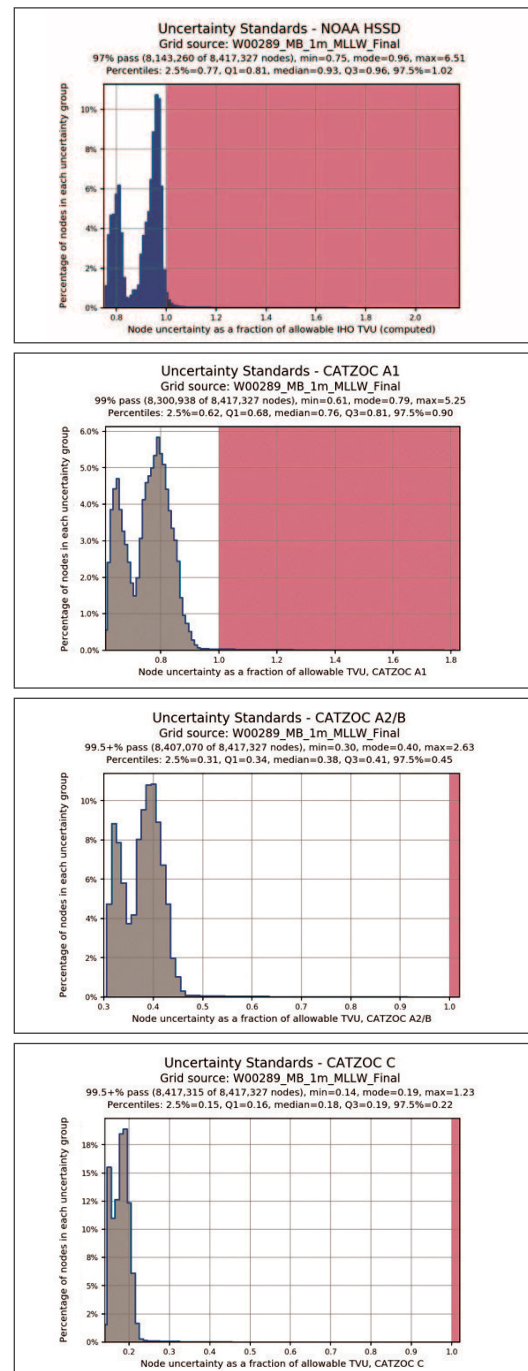 Uncertainty Standards - NOAA HSSD
Grid source: W00289_MB_1m_MLLW_Final
97% pass (8,143,260 of 8,417,327 nodes), min=0.75, mode=0.96, max=6.51
Percentiles: 2.5%=0.77, Q1=0.81, median=0.93, Q3=0.96, 97.5%=1.02
Percentage of nodes in each uncertainty group
10%
8%
6%
4%
2%
0%
0.8 1.0 1.2 1.4 1.6 1.8 2.0
Node uncertainty as a fraction of allowable IHO TVU (computed)
Uncertainty Standards - CATZOC A1
Grid source: W00289_MB_1m_MLLW_Final
99% pass (8,300,938 of 8,417,327 nodes), min=0.61, mode=0.79, max=5.25
Percentiles: 2.5%=0.62, Q1=0.68, median=0.76, Q3=0.81, 97.5%=0.90
Percentage of nodes in each uncertainty group
6.0%
5.0%
4.0%
3.0%
2.0%
1.0%
0.0%
0.8 1.0 1.2 1.4 1.6 1.8
Node uncertainty as a fraction of allowable TVU, CATZOC A1
Uncertainty Standards - CATZOC A2/B
Grid source: W00289_MB_1m_MLLW_Final
99.5+% pass (8,407,070 of 8,417,327 nodes), min=0.30, mode=0.40, max=2.63
Percentiles: 2.5%=0.31, Q1=0.34, median=0.38, Q3=0.41, 97.5%=0.45
Percentage of nodes in each uncertainty group
10%
8%
6%
4%
2%
0%
0.3 0.4 0.5 0.6 0.7 0.8 0.9 1.0
Node uncertainty as a fraction of allowable TVU, CATZOC A2/B
Uncertainty Standards - CATZOC C
Grid source: W00289_MB_1m_MLLW_Final
99.5+% pass (8,417,315 of 8,417,327 nodes), min=0.14, mode=0.19, max=1.23
Percentiles: 2.5%=0.15, Q1=0.16, median=0.18, Q3=0.19, 97.5%=0.22
Percentage of nodes in each uncertainty group
18%
15%
12%
10%
8%
5%
2%
0%
0.2 0.3 0.4 0.5 0.6 0.7 0.8 0.9 1.0
Node uncertainty as a fraction of allowable TVU, CATZOC C